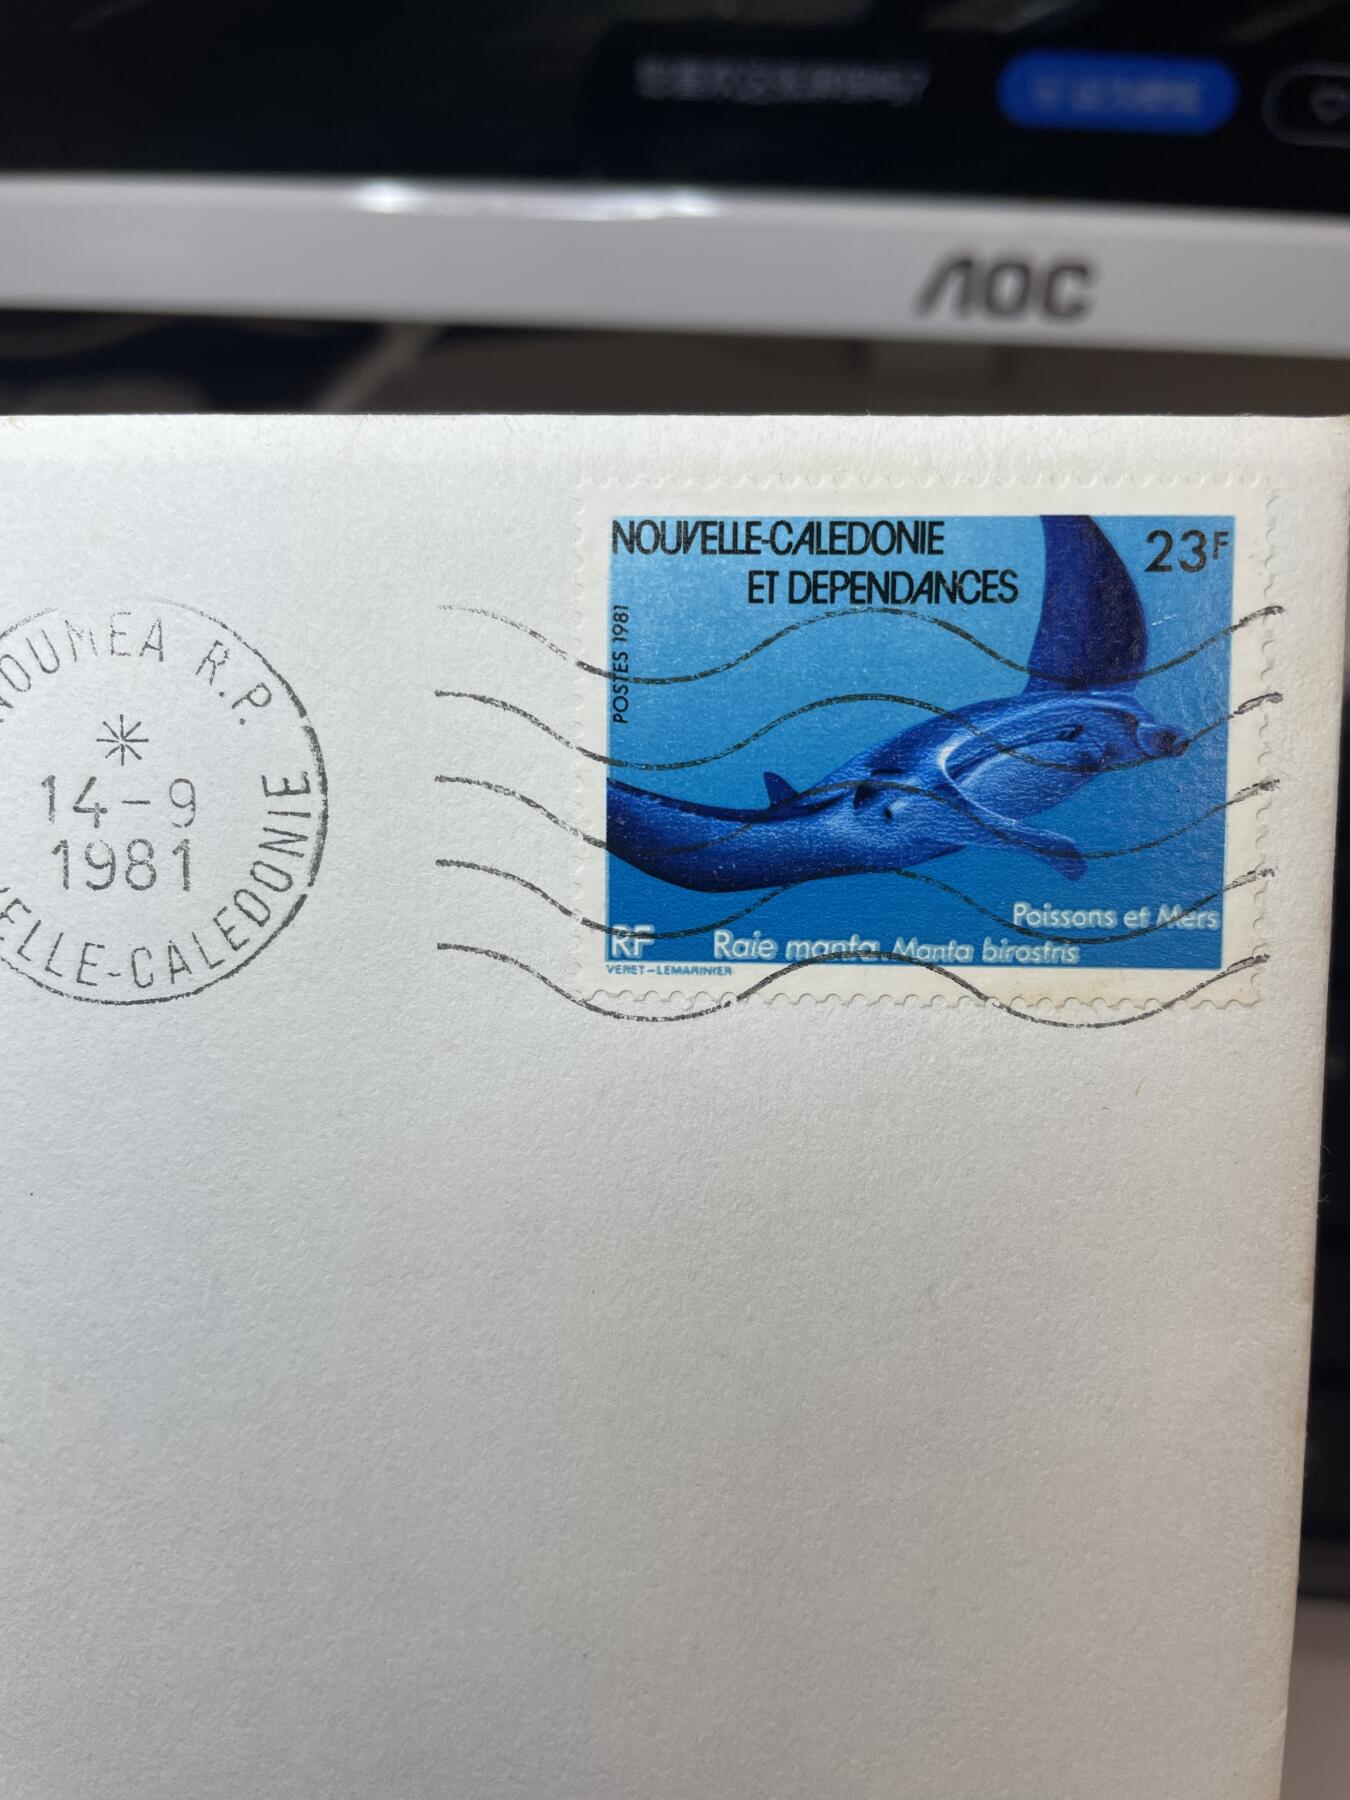 AOC
NOUVELLE-CALEDONIE
ET DEPENDANCES
23F
POSTES 1981
Poissons et Mers
RF
Raie manta Manta birostris
VERET-LEMARINIER
NOUMEA R.P.
14-9
1981
ELLE-CALEDONIE